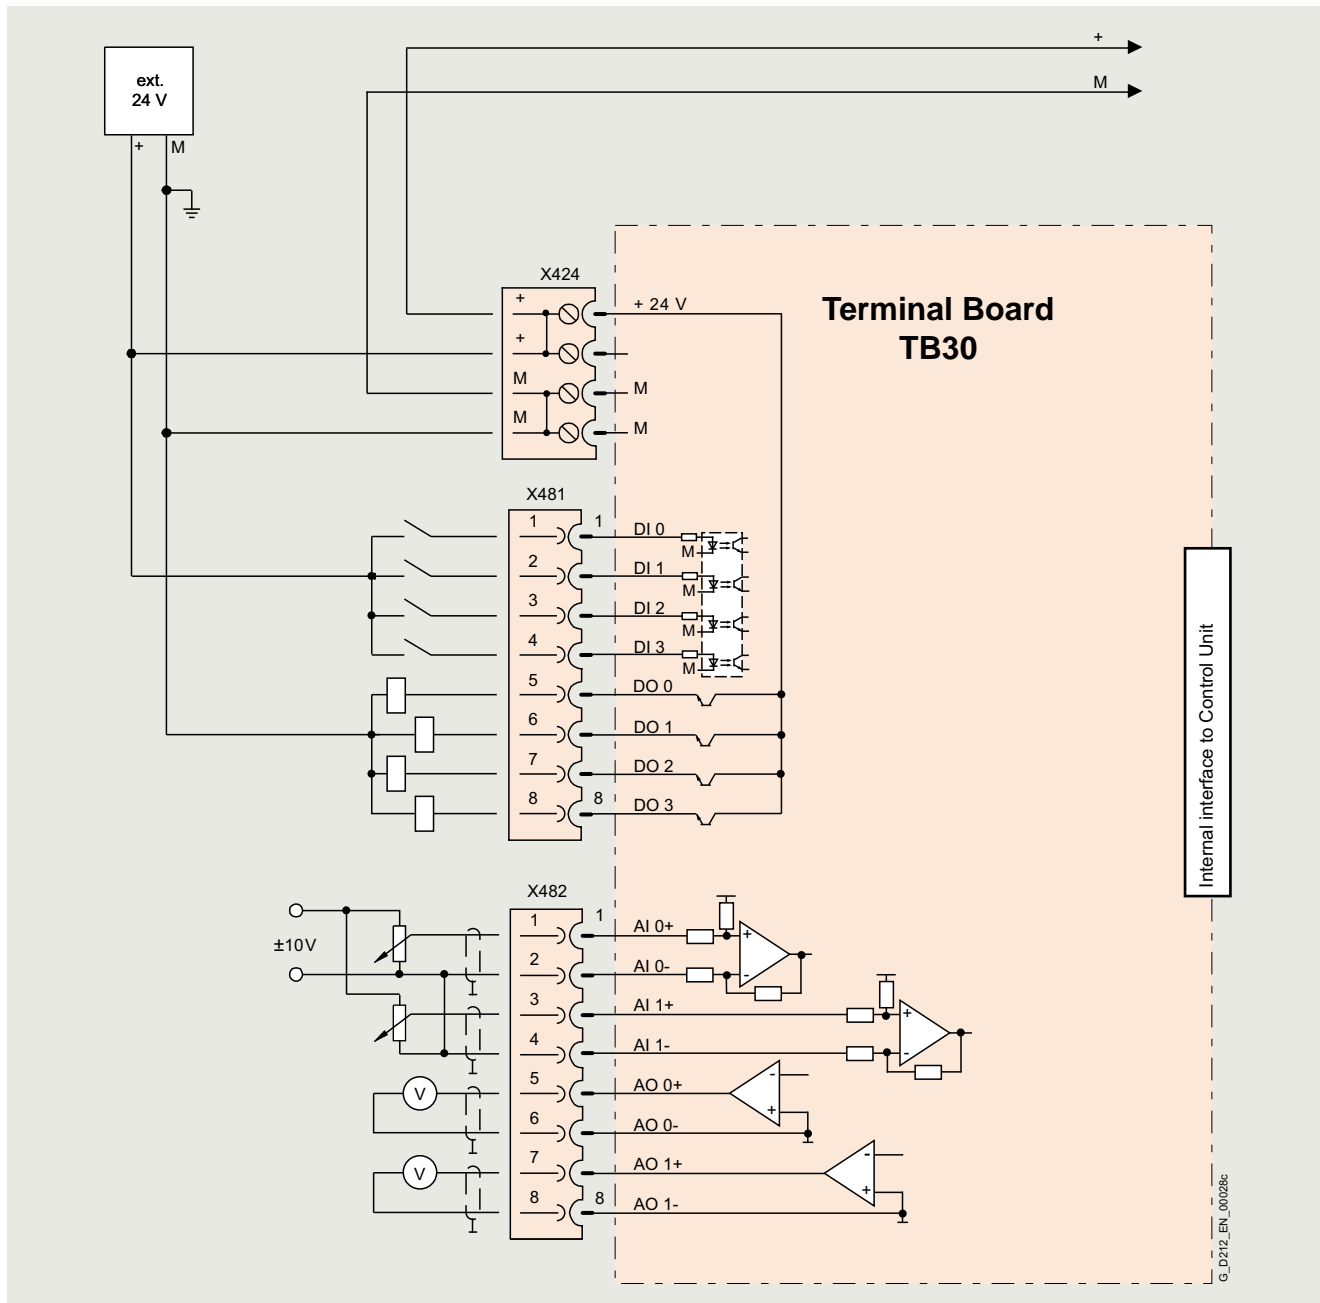 +
M
ext.
24 V
+
M
X424
+
+ 24 V
+
M
M
M
M
Terminal Board
TB30
X481
1
1
DI 0
M
2
DI 1
M
3
DI 2
M
4
DI 3
M
5
DO 0
6
DO 1
7
DO 2
8
8
DO 3
Internal interface to Control Unit
X482
±10V
1
1
AI 0+
+
2
AI 0-
-
3
AI 1+
+
4
AI 1-
-
V
5
AO 0+
-
+
6
AO 0-
V
7
AO 1+
-
+
8
8
AO 1-
G_D212_EN_00028c